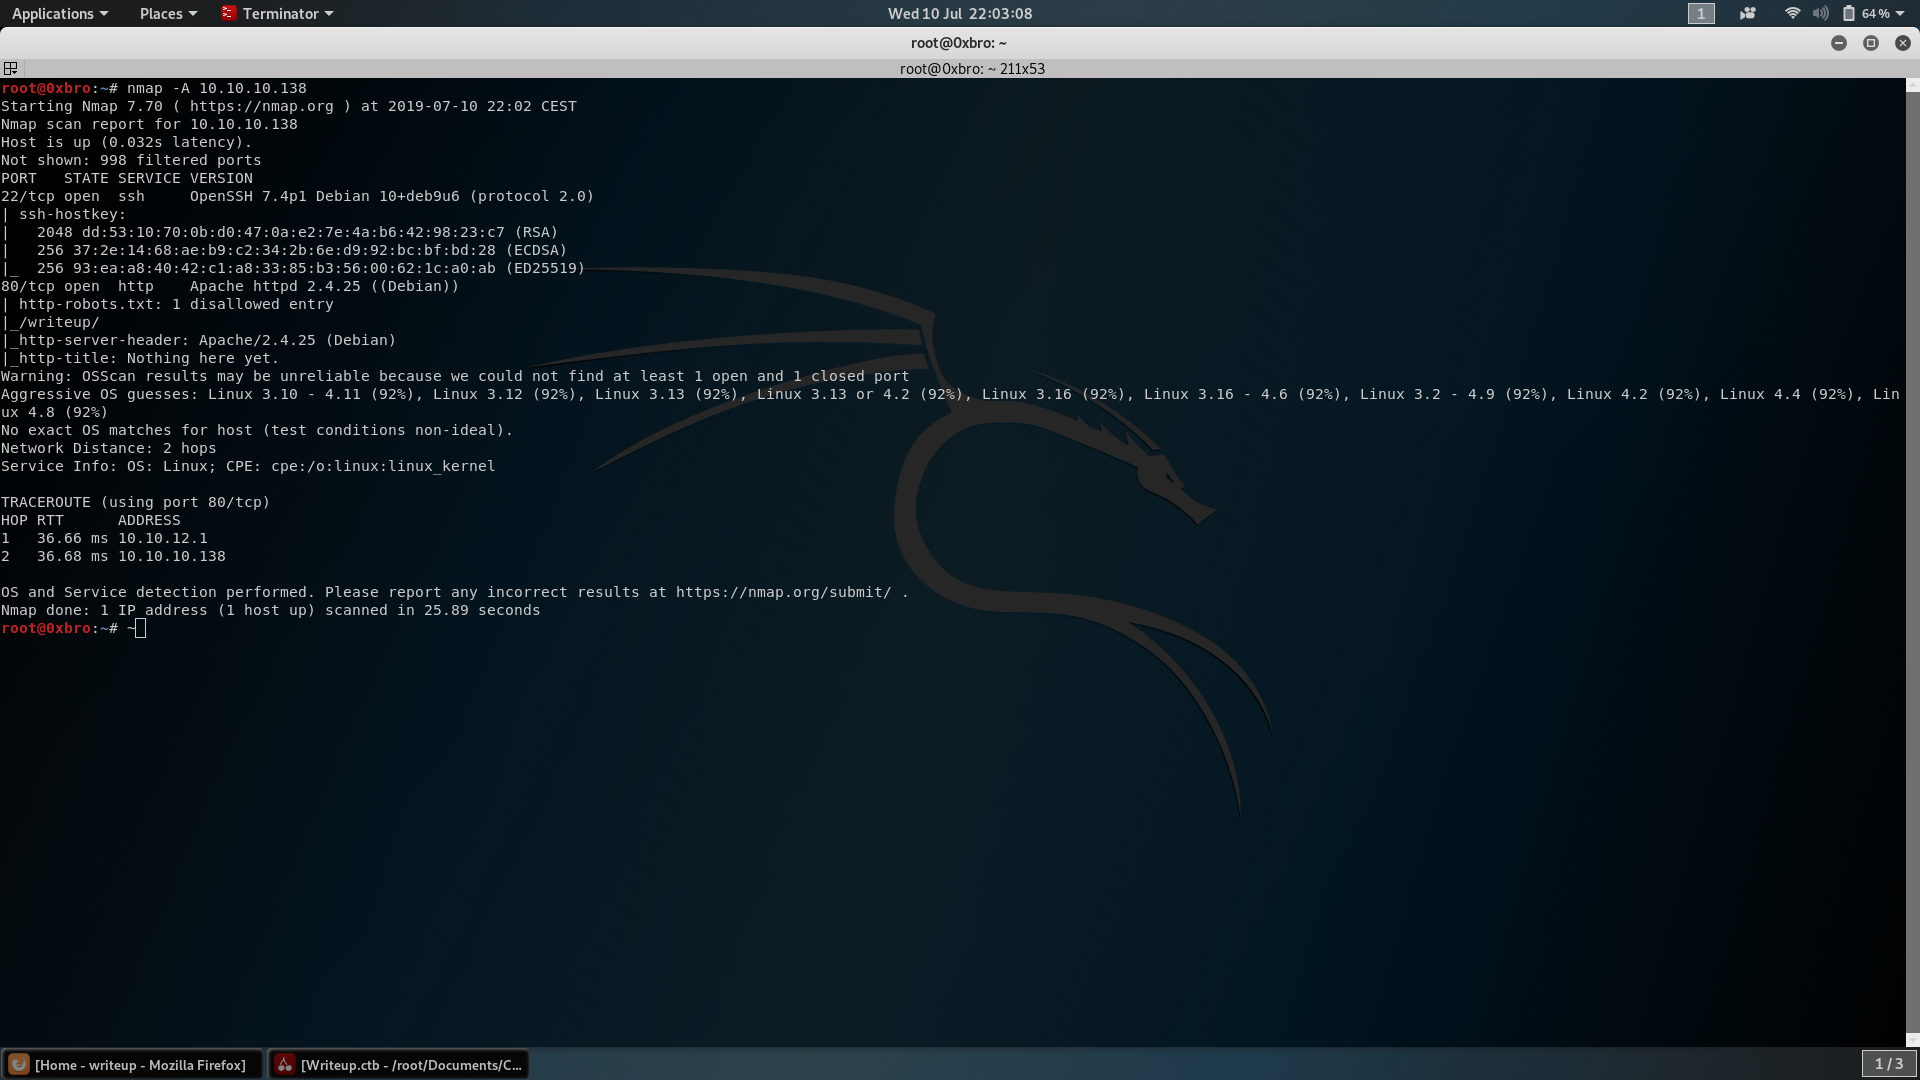 Applications Places Terminator Wed 10 Jul 22:03:08 1 64 %
root@0xbro: ~
root@0xbro: ~ 211x53
root@0xbro:~# nmap -A 10.10.10.138
Starting Nmap 7.70 ( https://nmap.org ) at 2019-07-10 22:02 CEST
Nmap scan report for 10.10.10.138
Host is up (0.032s latency).
Not shown: 998 filtered ports
PORT   STATE SERVICE VERSION
22/tcp open  ssh     OpenSSH 7.4p1 Debian 10+deb9u6 (protocol 2.0)
| ssh-hostkey:
|   2048 dd:53:10:70:0b:d0:47:0a:e2:7e:4a:b6:42:98:23:c7 (RSA)
|   256 37:2e:14:68:ae:b9:c2:34:2b:6e:d9:92:bc:bf:bd:28 (ECDSA)
|_  256 93:ea:a8:40:42:c1:a8:33:85:b3:56:00:62:1c:a0:ab (ED25519)
80/tcp open  http    Apache httpd 2.4.25 ((Debian))
| http-robots.txt: 1 disallowed entry
|_/writeup/
|_http-server-header: Apache/2.4.25 (Debian)
|_http-title: Nothing here yet.
Warning: OSScan results may be unreliable because we could not find at least 1 open and 1 closed port
Aggressive OS guesses: Linux 3.10 - 4.11 (92%), Linux 3.12 (92%), Linux 3.13 (92%), Linux 3.13 or 4.2 (92%), Linux 3.16 (92%), Linux 3.16 - 4.6 (92%), Linux 3.2 - 4.9 (92%), Linux 4.2 (92%), Linux 4.4 (92%), Lin
ux 4.8 (92%)
No exact OS matches for host (test conditions non-ideal).
Network Distance: 2 hops
Service Info: OS: Linux; CPE: cpe:/o:linux:linux_kernel
TRACEROUTE (using port 80/tcp)
HOP RTT      ADDRESS
1   36.66 ms 10.10.12.1
2   36.68 ms 10.10.10.138
OS and Service detection performed. Please report any incorrect results at https://nmap.org/submit/ .
Nmap done: 1 IP address (1 host up) scanned in 25.89 seconds
root@0xbro:~# ~
[Home - writeup - Mozilla Firefox] [Writeup.ctb - /root/Documents/C... 1 / 3